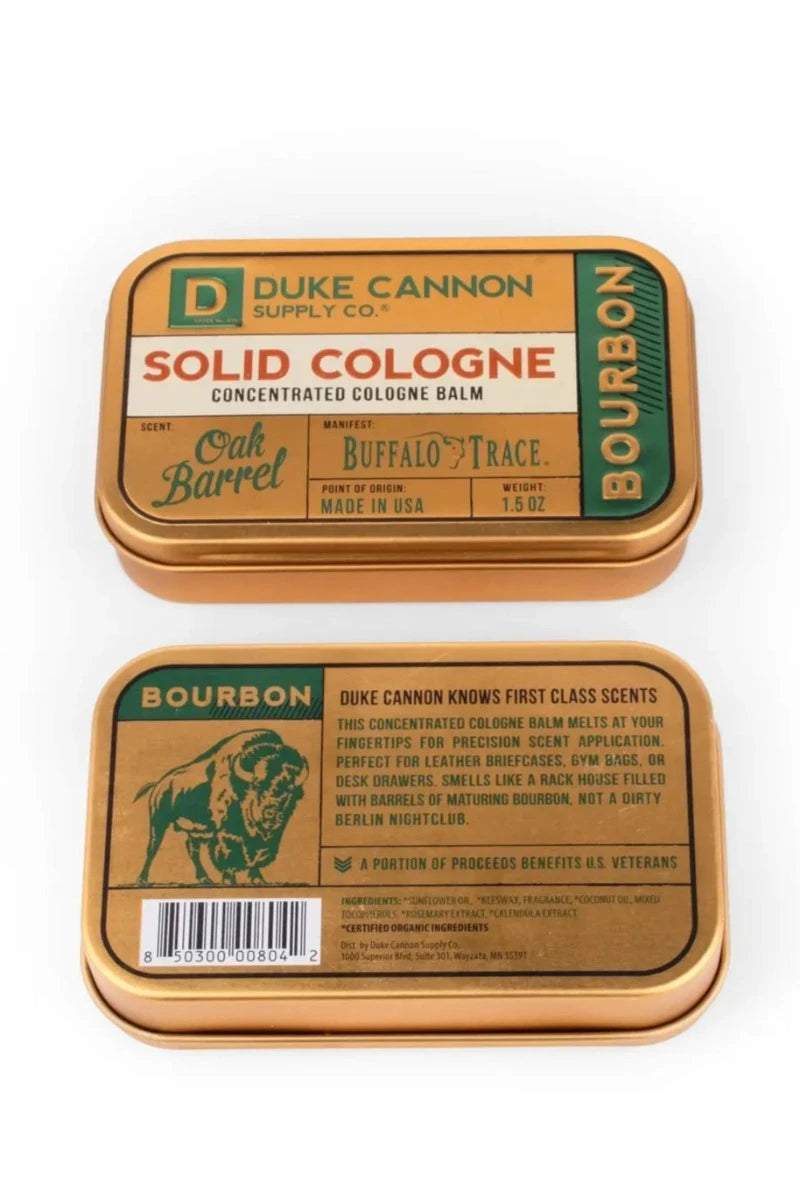 D
DUKE CANNON
SUPPLY CO.®
SOLID COLOGNE
CONCENTRATED COLOGNE BALM
SCENT:
Oak
Barrel
MANIFEST:
BUFFALO TRACE®
POINT OF ORIGIN:
MADE IN USA
WEIGHT:
1.5 OZ
BOURBON
BOURBON
DUKE CANNON KNOWS FIRST CLASS SCENTS
THIS CONCENTRATED COLOGNE BALM MELTS AT YOUR
FINGERTIPS FOR PRECISION SCENT APPLICATION.
PERFECT FOR LEATHER BRIEFCASES, GYM BAGS, OR
DESK DRAWERS. SMELLS LIKE A RACK HOUSE FILLED
WITH BARRELS OF MATURING BOURBON, NOT A DIRTY
BERLIN NIGHTCLUB.
A PORTION OF PROCEEDS BENEFITS U.S. VETERANS
INGREDIENTS: *SUNFLOWER OIL, *BEESWAX, FRAGRANCE, *COCONUT OIL, MIXED
TOCOPHEROLS, *ROSEMARY EXTRACT, *CALENDULA EXTRACT
*CERTIFIED ORGANIC INGREDIENTS
Dist. by Duke Cannon Supply Co.
1000 Superior Blvd, Suite 301, Wayzata, MN 55391
8 50300 00804 2